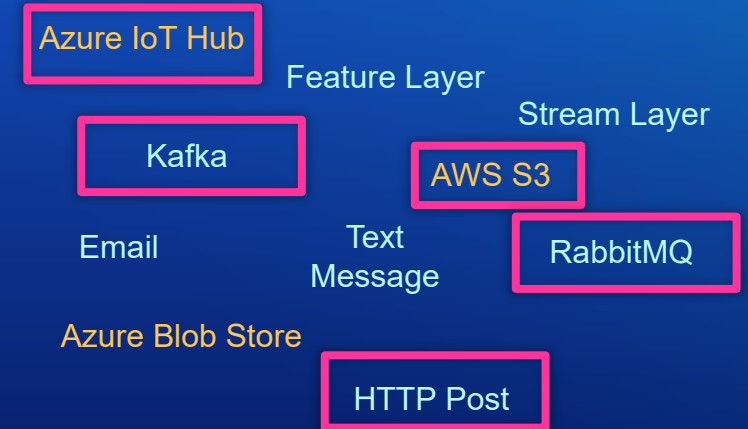 Azure IoT Hub
Feature Layer
Stream Layer
Kafka
AWS S3
Email
Text
Message
RabbitMQ
Azure Blob Store
HTTP Post